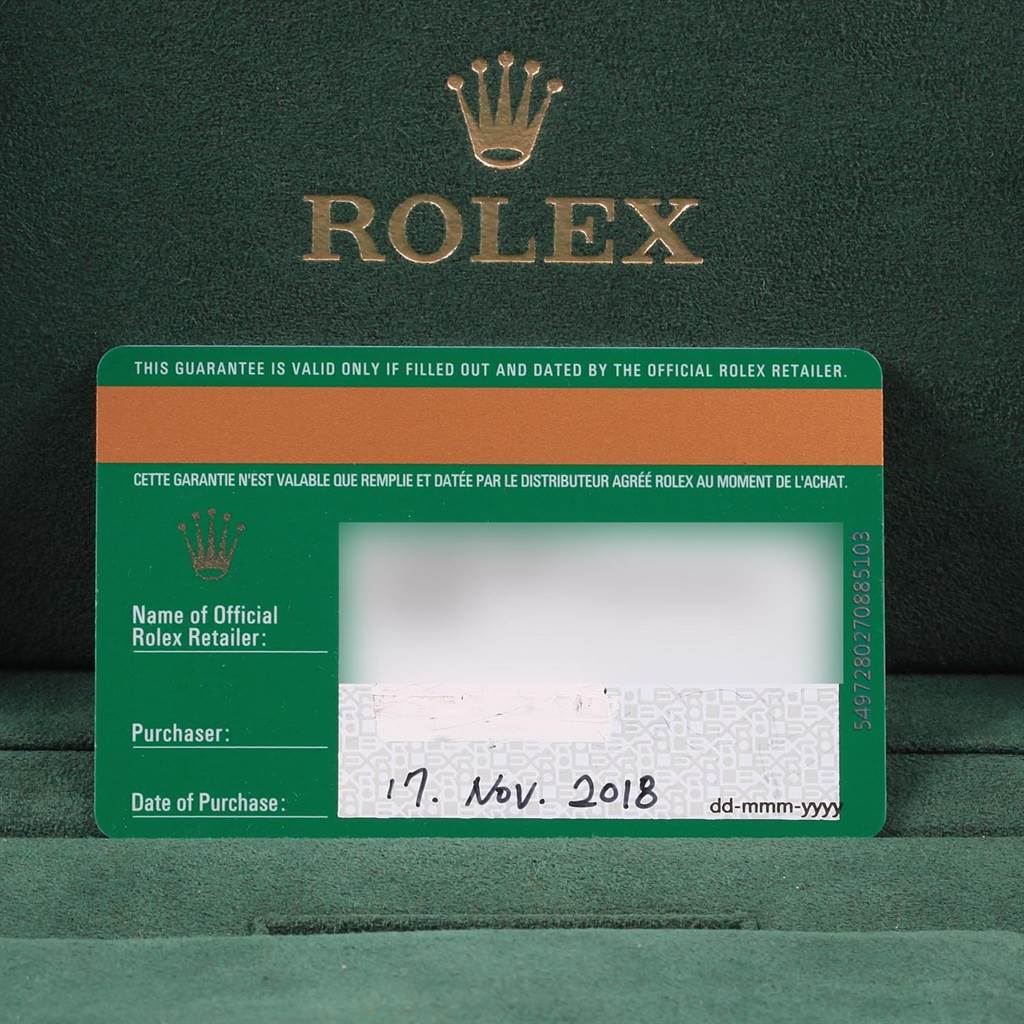 ROLEX
THIS GUARANTEE IS VALID ONLY IF FILLED OUT AND DATED BY THE OFFICIAL ROLEX RETAILER.
CETTE GARANTIE N'EST VALABLE QUE REMPLIE ET DATÉE PAR LE DISTRIBUTEUR AGRÉÉ ROLEX AU MOMENT DE L'ACHAT.
Name of Official
Rolex Retailer:
5497280270885103
Purchaser:
Date of Purchase:
17. Nov. 2018
dd-mmm-yyyy